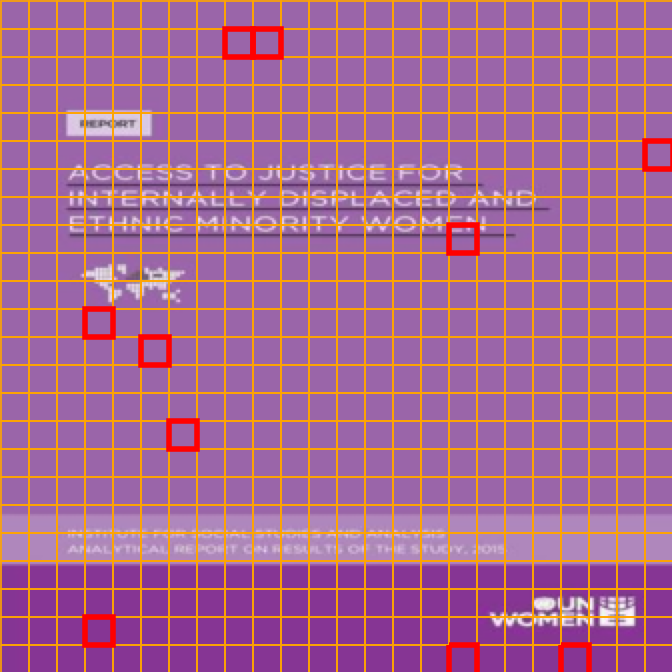 REPORT
ACCESS TO JUSTICE FOR
INTERNALLY DISPLACED AND
ETHNIC MINORITY WOMEN
INSTITUTE FOR SOCIAL STUDIES AND ANALYSIS
ANALYTICAL REPORT ON RESULTS OF THE STUDY, 2015
UN
WOMEN